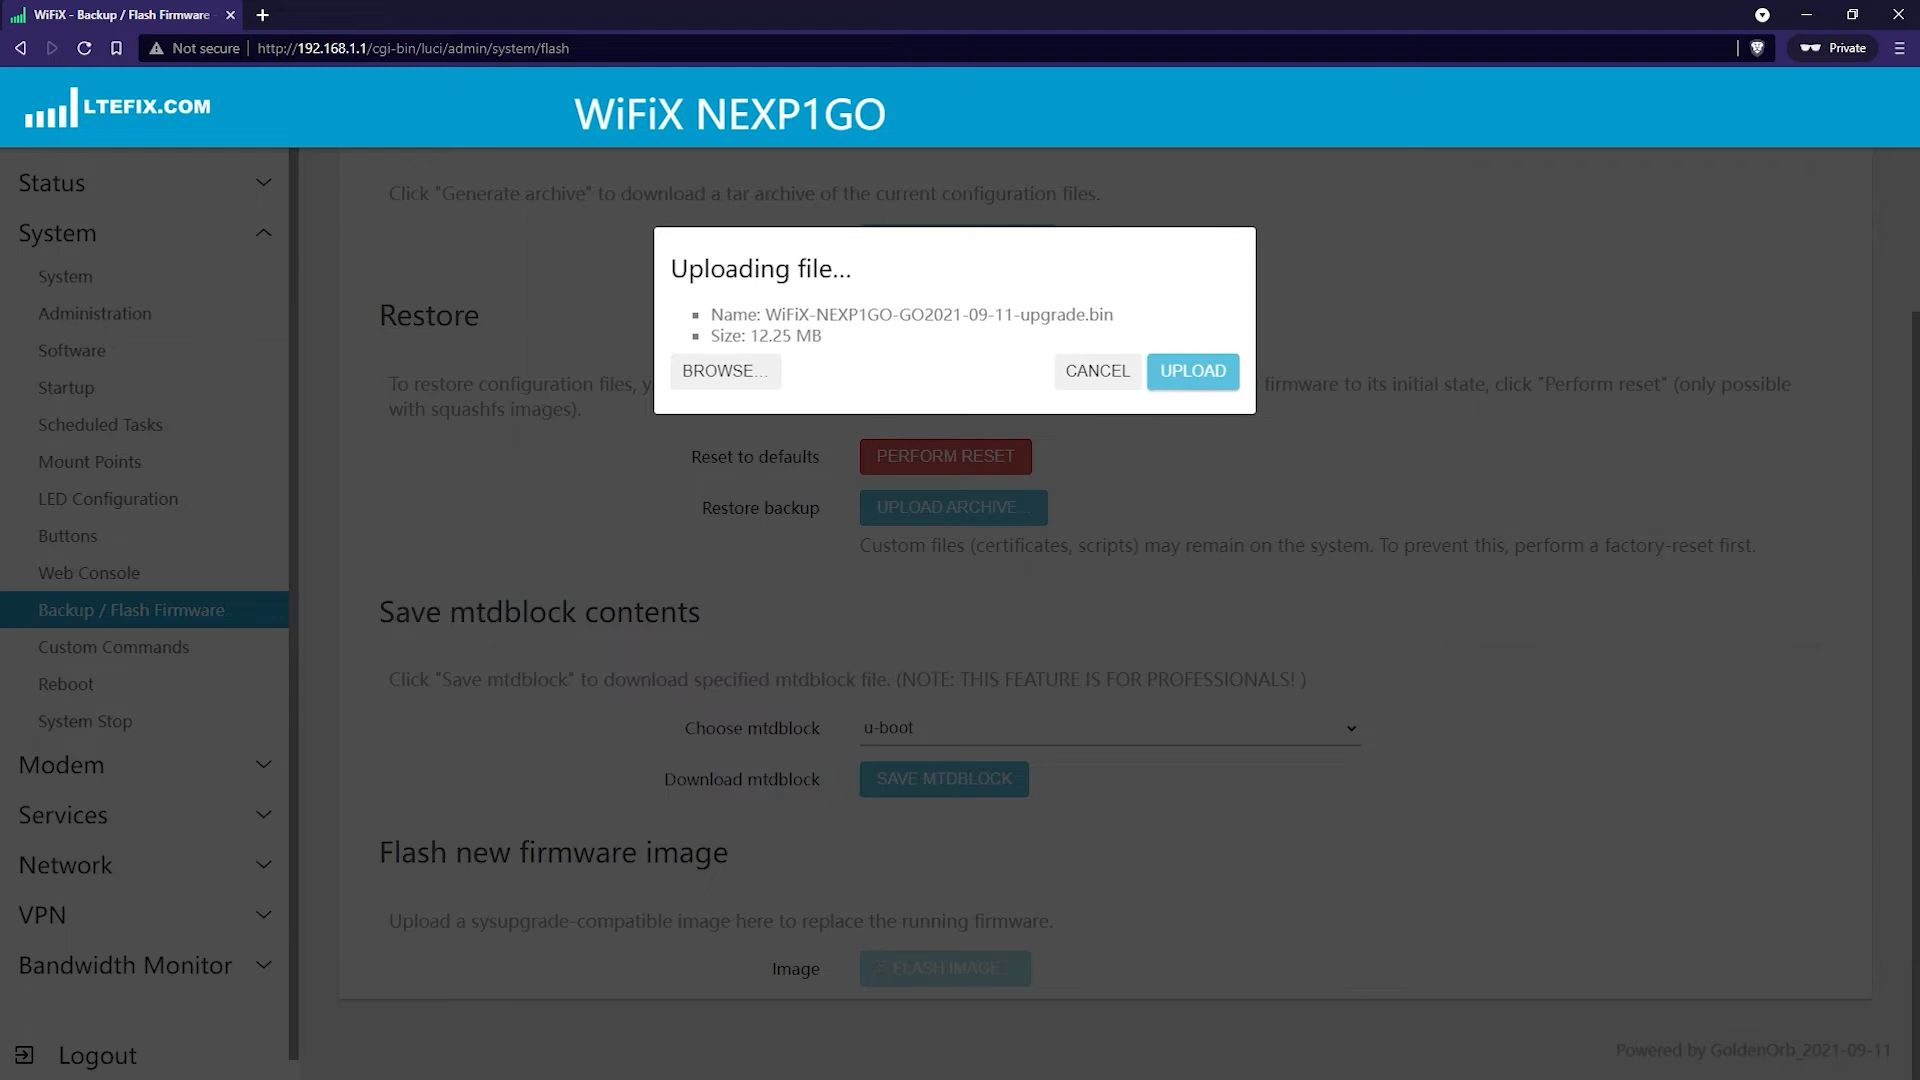 WiFiX - Backup / Flash Firmware
Not secure
http://192.168.1.1/cgi-bin/luci/admin/system/flash
Private
LTEFIX.COM
WiFiX NEXP1GO
Status
System
System
Administration
Software
Startup
Scheduled Tasks
Mount Points
LED Configuration
Buttons
Web Console
Backup / Flash Firmware
Custom Commands
Reboot
System Stop
Modem
Services
Network
VPN
Bandwidth Monitor
Logout
Click "Generate archive" to download a tar archive of the current configuration files.
Uploading file...
Name: WiFiX-NEXP1GO-GO2021-09-11-upgrade.bin
Size: 12.25 MB
BROWSE...
CANCEL
UPLOAD
Restore
To restore configuration files, y firmware to its initial state, click "Perform reset" (only possible
with squashfs images).
Reset to defaults
PERFORM RESET
Restore backup
UPLOAD ARCHIVE...
Custom files (certificates, scripts) may remain on the system. To prevent this, perform a factory-reset first.
Save mtdblock contents
Click "Save mtdblock" to download specified mtdblock file. (NOTE: THIS FEATURE IS FOR PROFESSIONALS! )
Choose mtdblock
u-boot
Download mtdblock
SAVE MTDBLOCK
Flash new firmware image
Upload a sysupgrade-compatible image here to replace the running firmware.
Image
FLASH IMAGE...
Powered by GoldenOrb_2021-09-11